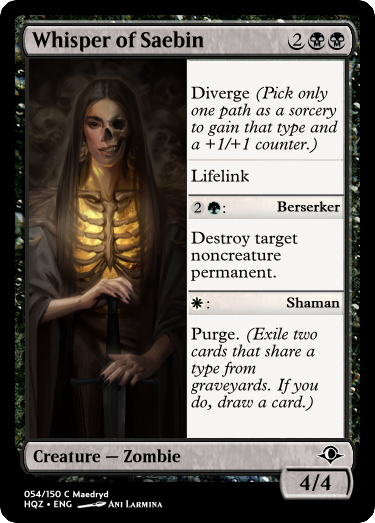 Whisper of Saebin 2
Diverge (Pick only
one path as a sorcery
to gain that type and
a +1/+1 counter.)
Lifelink
2 : Berserker
Destroy target
noncreature
permanent.
: Shaman
Purge. (Exile two
cards that share a
type from
graveyards. If you
do, draw a card.)
Creature — Zombie
4/4
054/150 C Maedryd
HQZ • ENG Ani Larmina